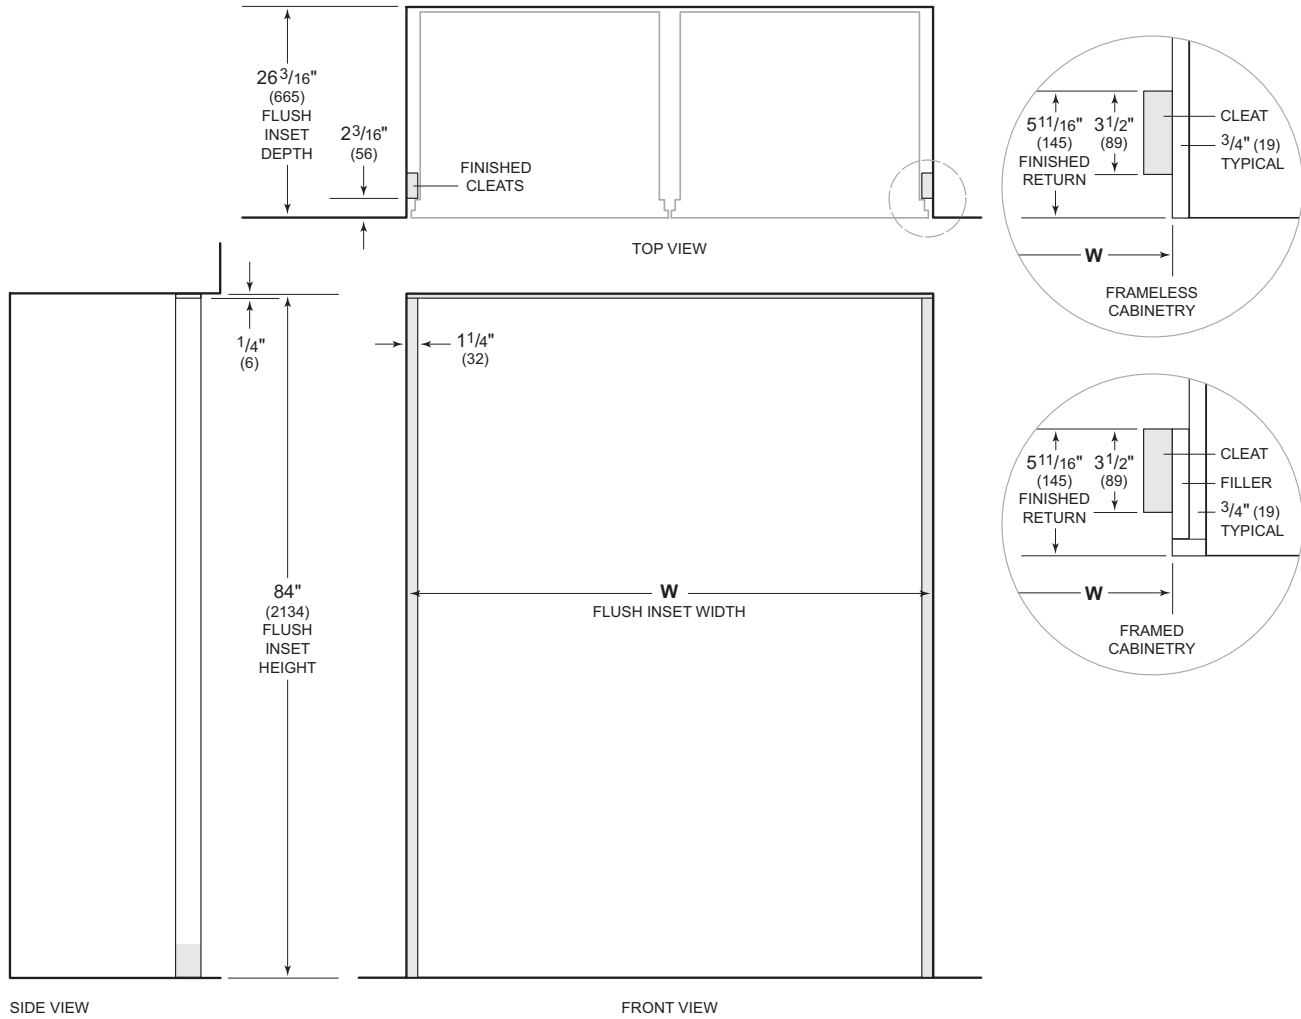 26 3/16"
(665)
FLUSH
INSET
DEPTH
2 3/16"
(56)
FINISHED
CLEATS
TOP VIEW
5 11/16"
(145)
FINISHED
RETURN
3 1/2"
(89)
CLEAT
3/4" (19)
TYPICAL
W
FRAMELESS
CABINETRY
1/4"
(6)
1 1/4"
(32)
5 11/16"
(145)
FINISHED
RETURN
3 1/2"
(89)
CLEAT
FILLER
3/4" (19)
TYPICAL
W
FRAMED
CABINETRY
84"
(2134)
FLUSH
INSET
HEIGHT
W
FLUSH INSET WIDTH
SIDE VIEW
FRONT VIEW